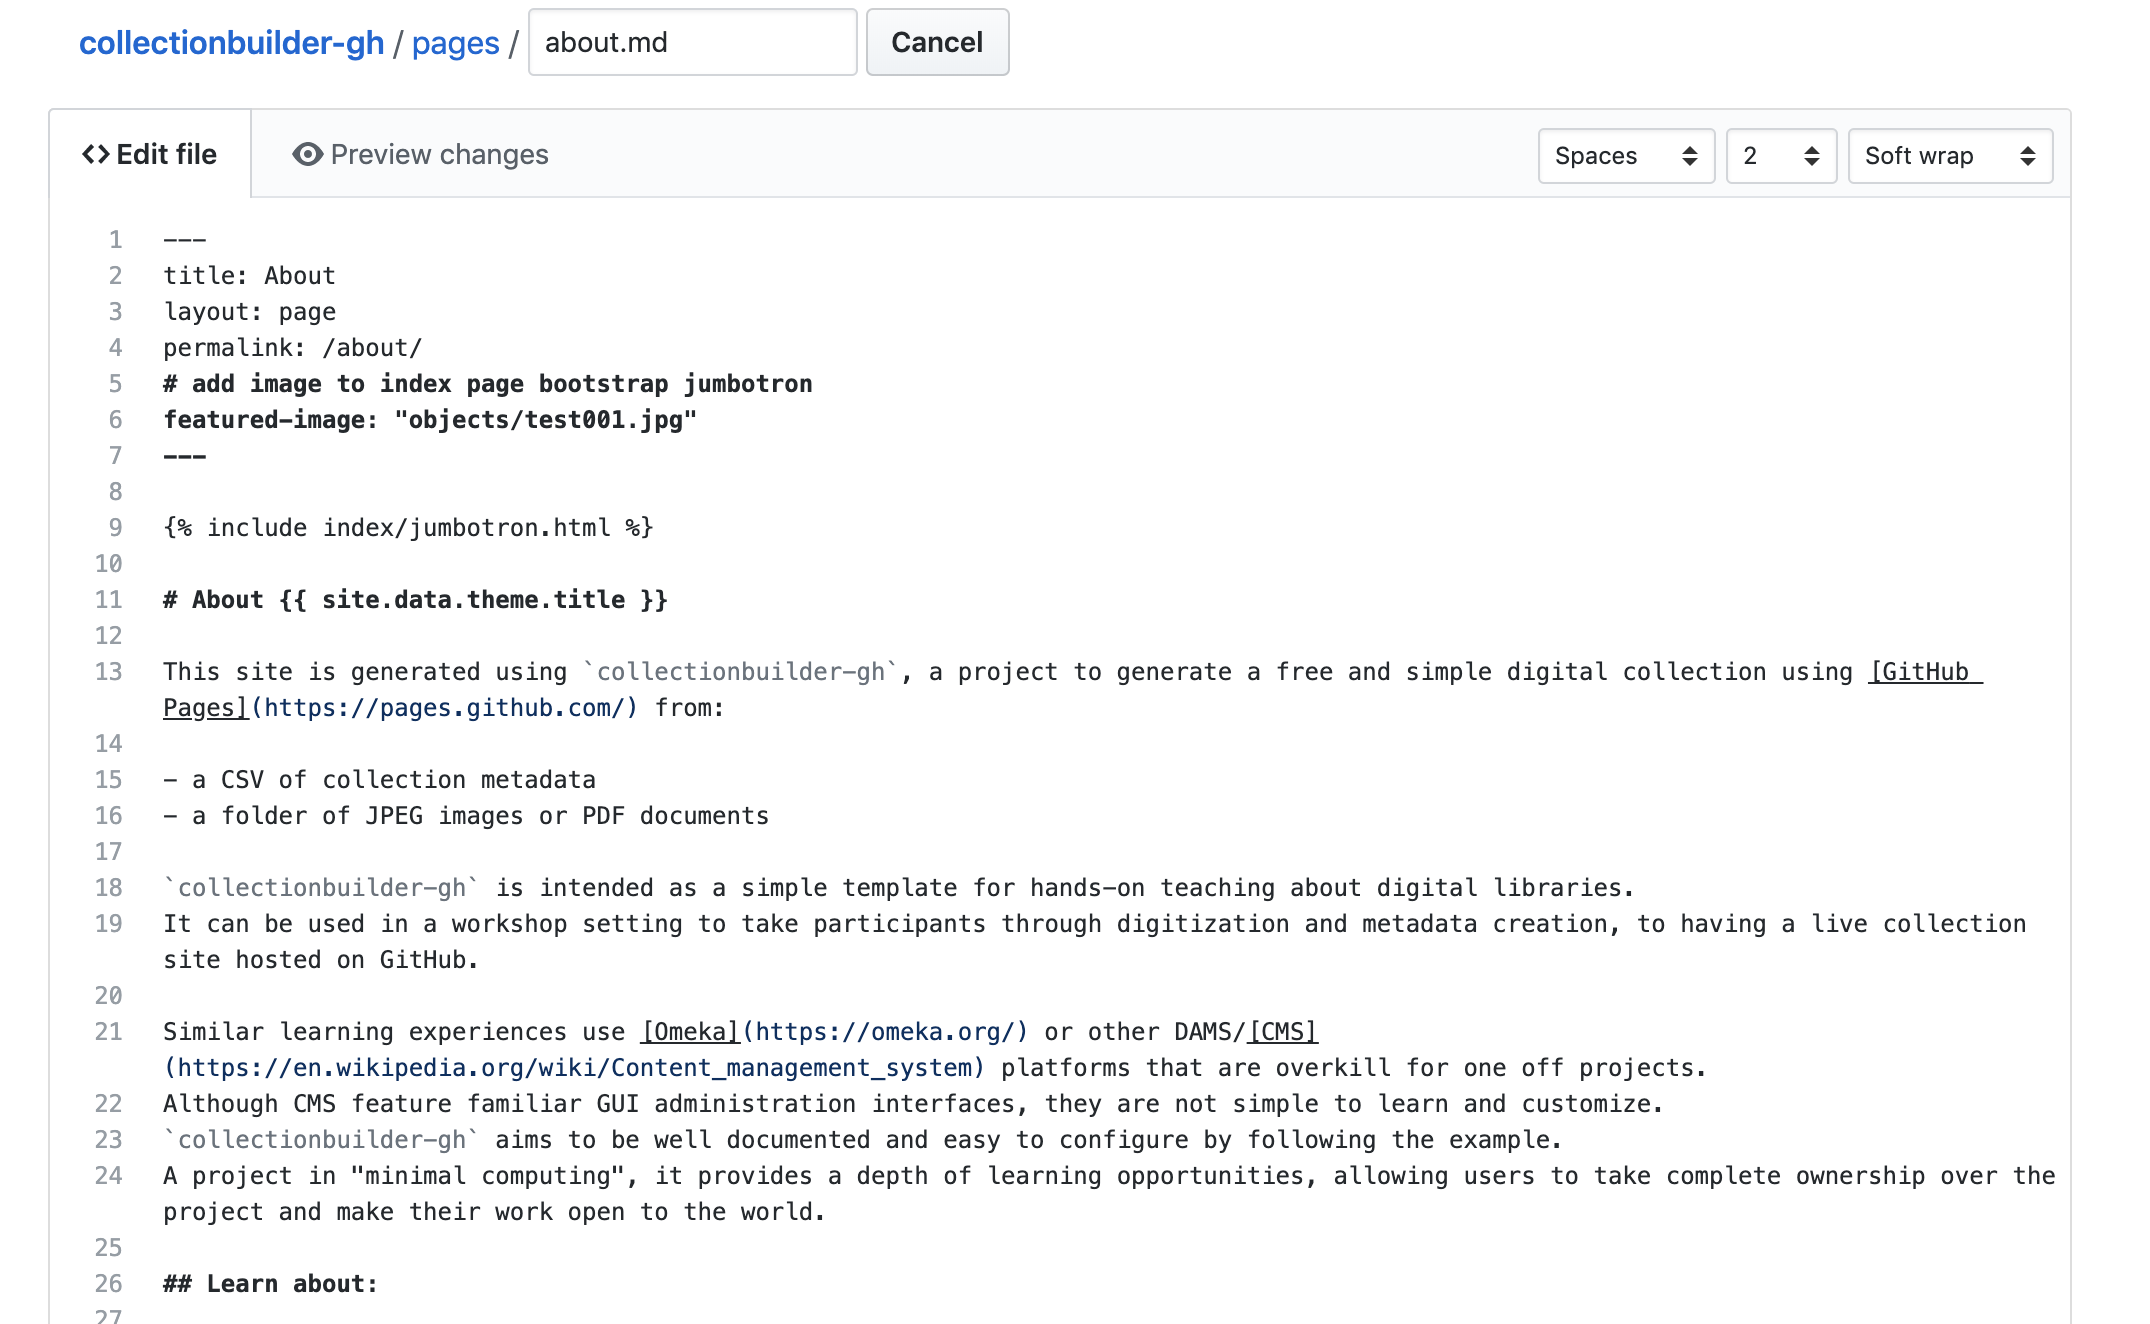 collectionbuilder-gh / pages / about.md Cancel
Edit file Preview changes Spaces 2 Soft wrap
1 ---
2 title: About
3 layout: page
4 permalink: /about/
5 # add image to index page bootstrap jumbotron
6 featured-image: "objects/test001.jpg"
7 ---
8
9 {% include index/jumbotron.html %}
10
11 # About {{ site.data.theme.title }}
12
13 This site is generated using `collectionbuilder-gh`, a project to generate a free and simple digital collection using [GitHub
Pages](https://pages.github.com/) from:
14
15 - a CSV of collection metadata
16 - a folder of JPEG images or PDF documents
17
18 `collectionbuilder-gh` is intended as a simple template for hands-on teaching about digital libraries.
19 It can be used in a workshop setting to take participants through digitization and metadata creation, to having a live collection
site hosted on GitHub.
20
21 Similar learning experiences use [Omeka](https://omeka.org/) or other DAMS/[CMS]
(https://en.wikipedia.org/wiki/Content_management_system) platforms that are overkill for one off projects.
22 Although CMS feature familiar GUI administration interfaces, they are not simple to learn and customize.
23 `collectionbuilder-gh` aims to be well documented and easy to configure by following the example.
24 A project in "minimal computing", it provides a depth of learning opportunities, allowing users to take complete ownership over the
project and make their work open to the world.
25
26 ## Learn about:
27